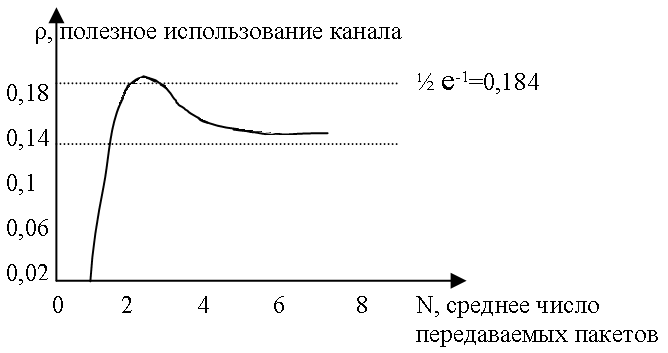 ρ, полезное использование канала
½ e-1=0,184
0,18
0,14
0,1
0,06
0,02
0 2 4 6 8 N, среднее число
передаваемых пакетов